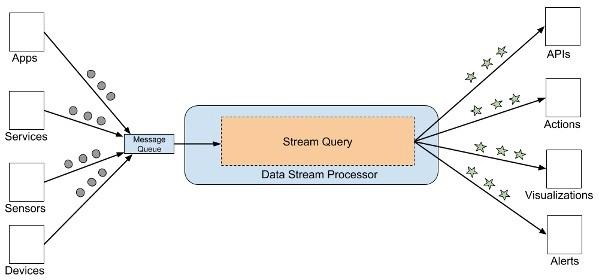 Apps
Services
Sensors
Devices
Message
Queue
Stream Query
Data Stream Processor
APIs
Actions
Visualizations
Alerts